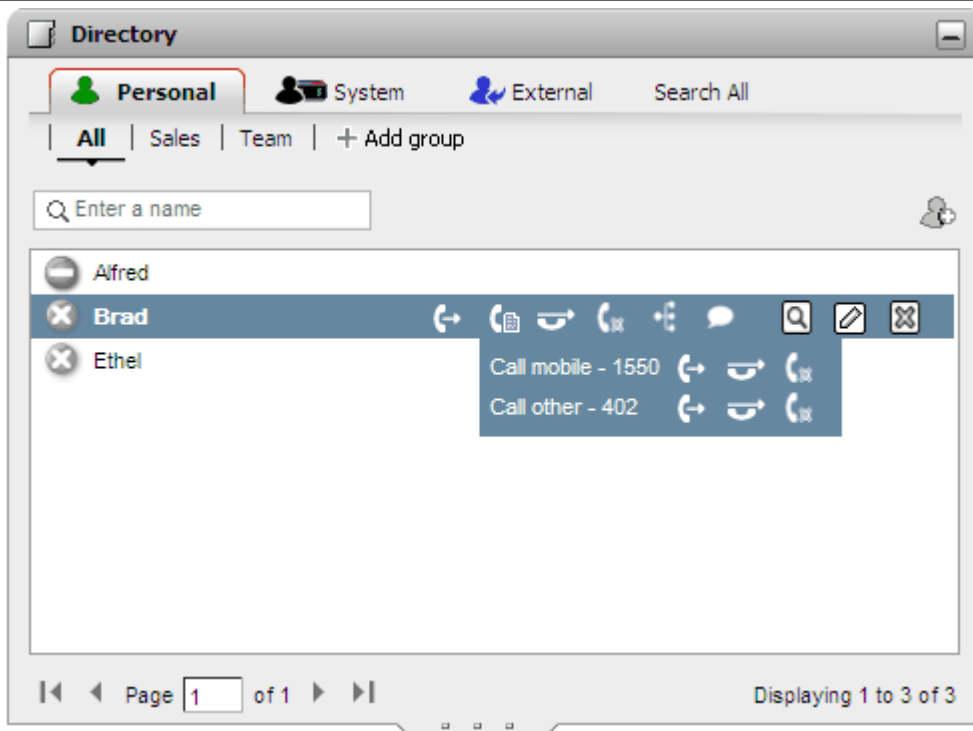 Directory
Personal System External Search All
All | Sales | Team | + Add group
Enter a name
Alfred
Brad
Call mobile - 1550
Call other - 402
Ethel
Page 1 of 1 Displaying 1 to 3 of 3